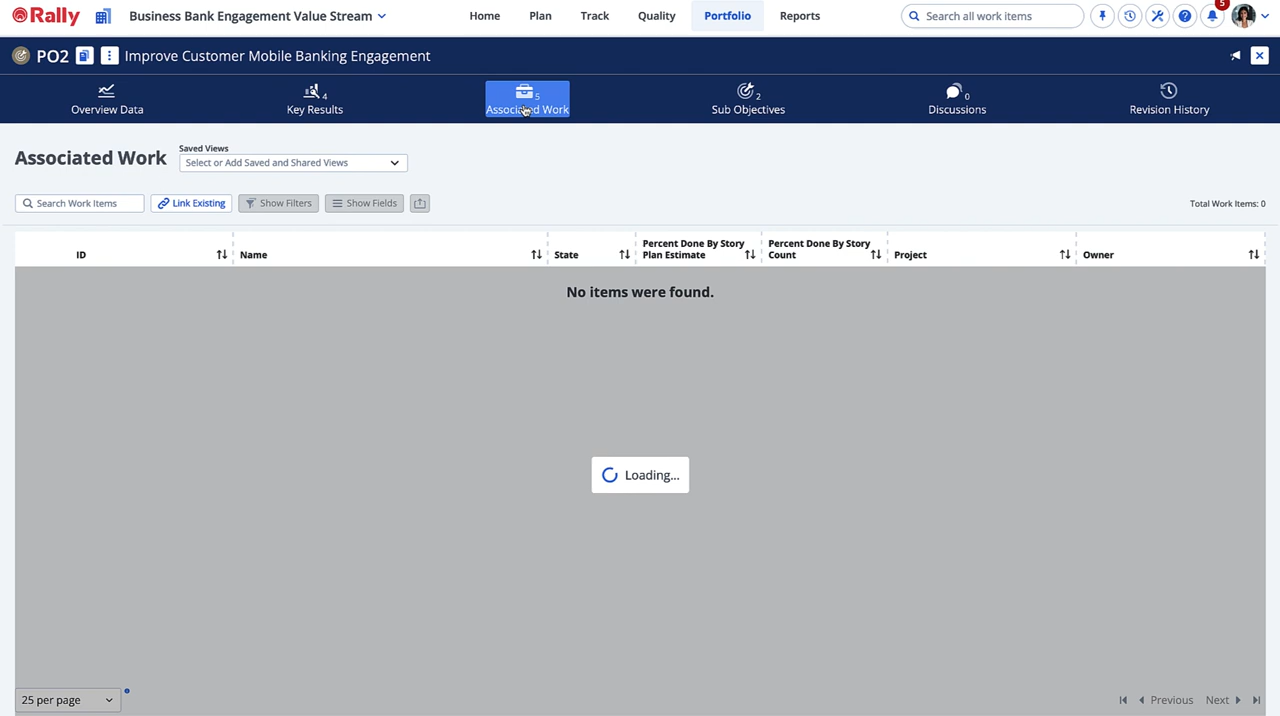 Rally
Business Bank Engagement Value Stream
Home
Plan
Track
Quality
Portfolio
Reports
Search all work items
5
PO2
Improve Customer Mobile Banking Engagement
Overview Data
4
Key Results
5
Associated Work
2
Sub Objectives
0
Discussions
Revision History
Associated Work
Saved Views
Select or Add Saved and Shared Views
Search Work Items
Link Existing
Show Filters
Show Fields
Total Work Items: 0
ID
Name
State
Percent Done By Story
Plan Estimate
Percent Done By Story
Count
Project
Owner
No items were found.
Loading...
25 per page
Previous
Next